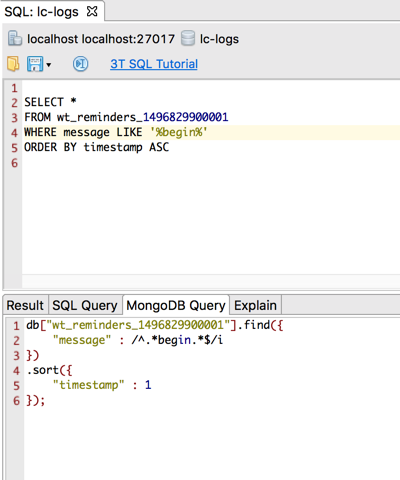 SQL: lc-logs
localhost localhost:27017 lc-logs
3T SQL Tutorial
1
2 SELECT *
3 FROM wt_reminders_1496829900001
4 WHERE message LIKE '%begin%'
5 ORDER BY timestamp ASC
6
Result SQL Query MongoDB Query Explain
1 db["wt_reminders_1496829900001"].find({
2 "message" : /^.*begin.*$/i
3 })
4 .sort({
5 "timestamp" : 1
6 });